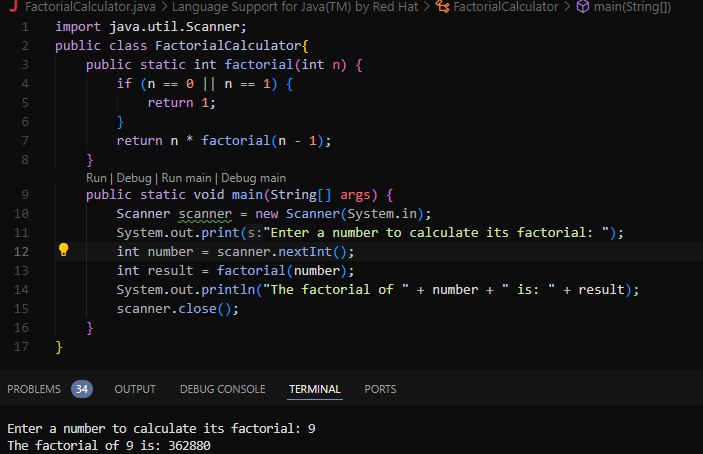 J FactorialCalculator.java > Language Support for Java(TM) by Red Hat > FactorialCalculator > main(String[])
1 import java.util.Scanner;
2 public class FactorialCalculator{
3 public static int factorial(int n) {
4 if (n == 0 || n == 1) {
5 return 1;
6 }
7 return n * factorial(n - 1);
8 }
Run | Debug | Run main | Debug main
9 public static void main(String[] args) {
10 Scanner scanner = new Scanner(System.in);
11 System.out.print(s:"Enter a number to calculate its factorial: ");
12 int number = scanner.nextInt();
13 int result = factorial(number);
14 System.out.println("The factorial of " + number + " is: " + result);
15 scanner.close();
16 }
17 }
PROBLEMS 34 OUTPUT DEBUG CONSOLE TERMINAL PORTS
Enter a number to calculate its factorial: 9
The factorial of 9 is: 362880